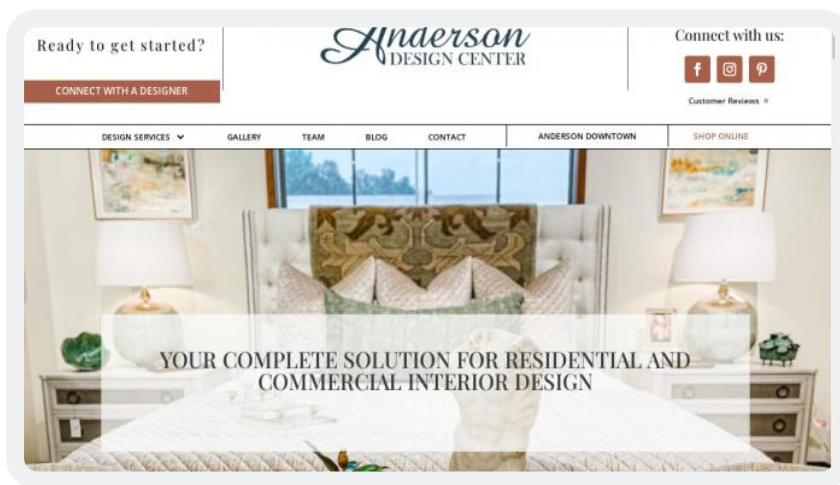 Ready to get started?
CONNECT WITH A DESIGNER
Anderson
DESIGN CENTER
Connect with us:
Customer Reviews »
DESIGN SERVICES
GALLERY
TEAM
BLOG
CONTACT
ANDERSON DOWNTOWN
SHOP ONLINE
YOUR COMPLETE SOLUTION FOR RESIDENTIAL AND
COMMERCIAL INTERIOR DESIGN